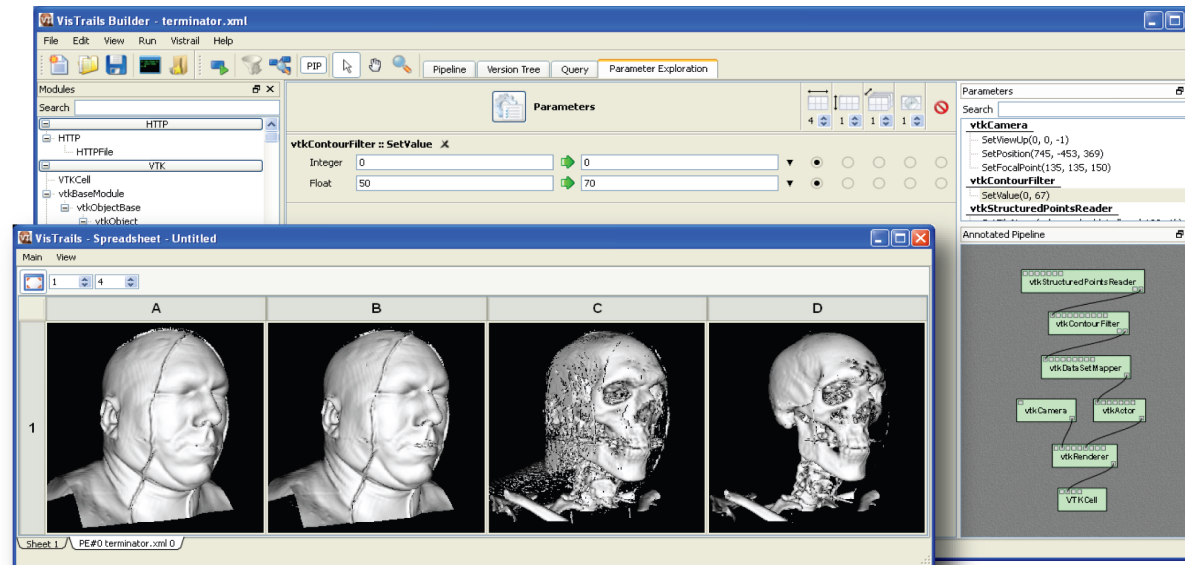 VisTrails Builder - terminator.xml
File Edit View Run Vistrail Help
PIP Pipeline Version Tree Query Parameter Exploration
Modules
Search
HTTP
HTTP
HTTPFile
VTK
VTKCell
vtkBaseModule
vtkObjectBase
vtkObject
Parameters
4 1 1 1
vtkContourFilter :: SetValue
Integer 0 0
Float 50 70
Parameters
Search
vtkCamera
SetViewUp(0, 0, -1)
SetPosition(745, -453, 369)
SetFocalPoint(135, 135, 150)
vtkContourFilter
SetValue(0, 67)
vtkStructuredPointsReader
Annotated Pipeline
vtkStructuredPointsReader
vtkContourFilter
vtkDataSetMapper
vtkCamera vtkActor
vtkRenderer
VTKCell
VisTrails - Spreadsheet - Untitled
Main View
1 4
A B C D
1
Sheet 1 PE#0 terminator.xml 0